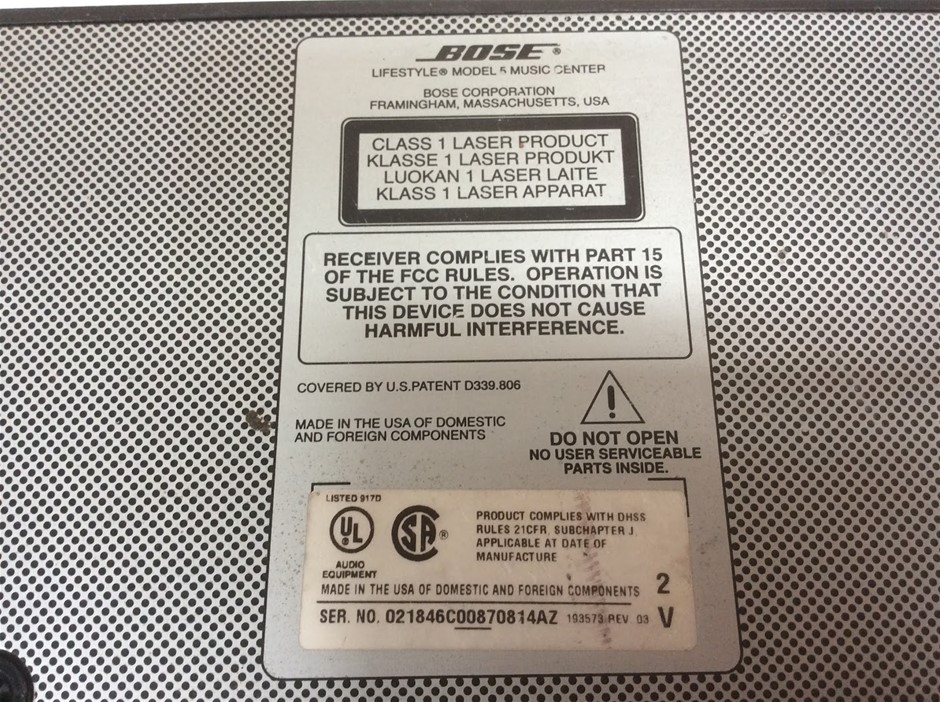 BOSE®
LIFESTYLE® MODEL 5 MUSIC CENTER
BOSE CORPORATION
FRAMINGHAM, MASSACHUSETTS, USA
CLASS 1 LASER PRODUCT
KLASSE 1 LASER PRODUKT
LUOKAN 1 LASER LAITE
KLASS 1 LASER APPARAT
RECEIVER COMPLIES WITH PART 15
OF THE FCC RULES. OPERATION IS
SUBJECT TO THE CONDITION THAT
THIS DEVICE DOES NOT CAUSE
HARMFUL INTERFERENCE.
COVERED BY U.S.PATENT D339.806
MADE IN THE USA OF DOMESTIC
AND FOREIGN COMPONENTS
!
DO NOT OPEN
NO USER SERVICEABLE
PARTS INSIDE.
LISTED 917D
UL®
AUDIO
EQUIPMENT
SA®
PRODUCT COMPLIES WITH DHSS
RULES 21CFR, SUBCHAPTER J
APPLICABLE AT DATE OF
MANUFACTURE
MADE IN THE USA OF DOMESTIC AND FOREIGN COMPONENTS 2
SER. NO. 021846C00870814AZ 193573 REV 03 V